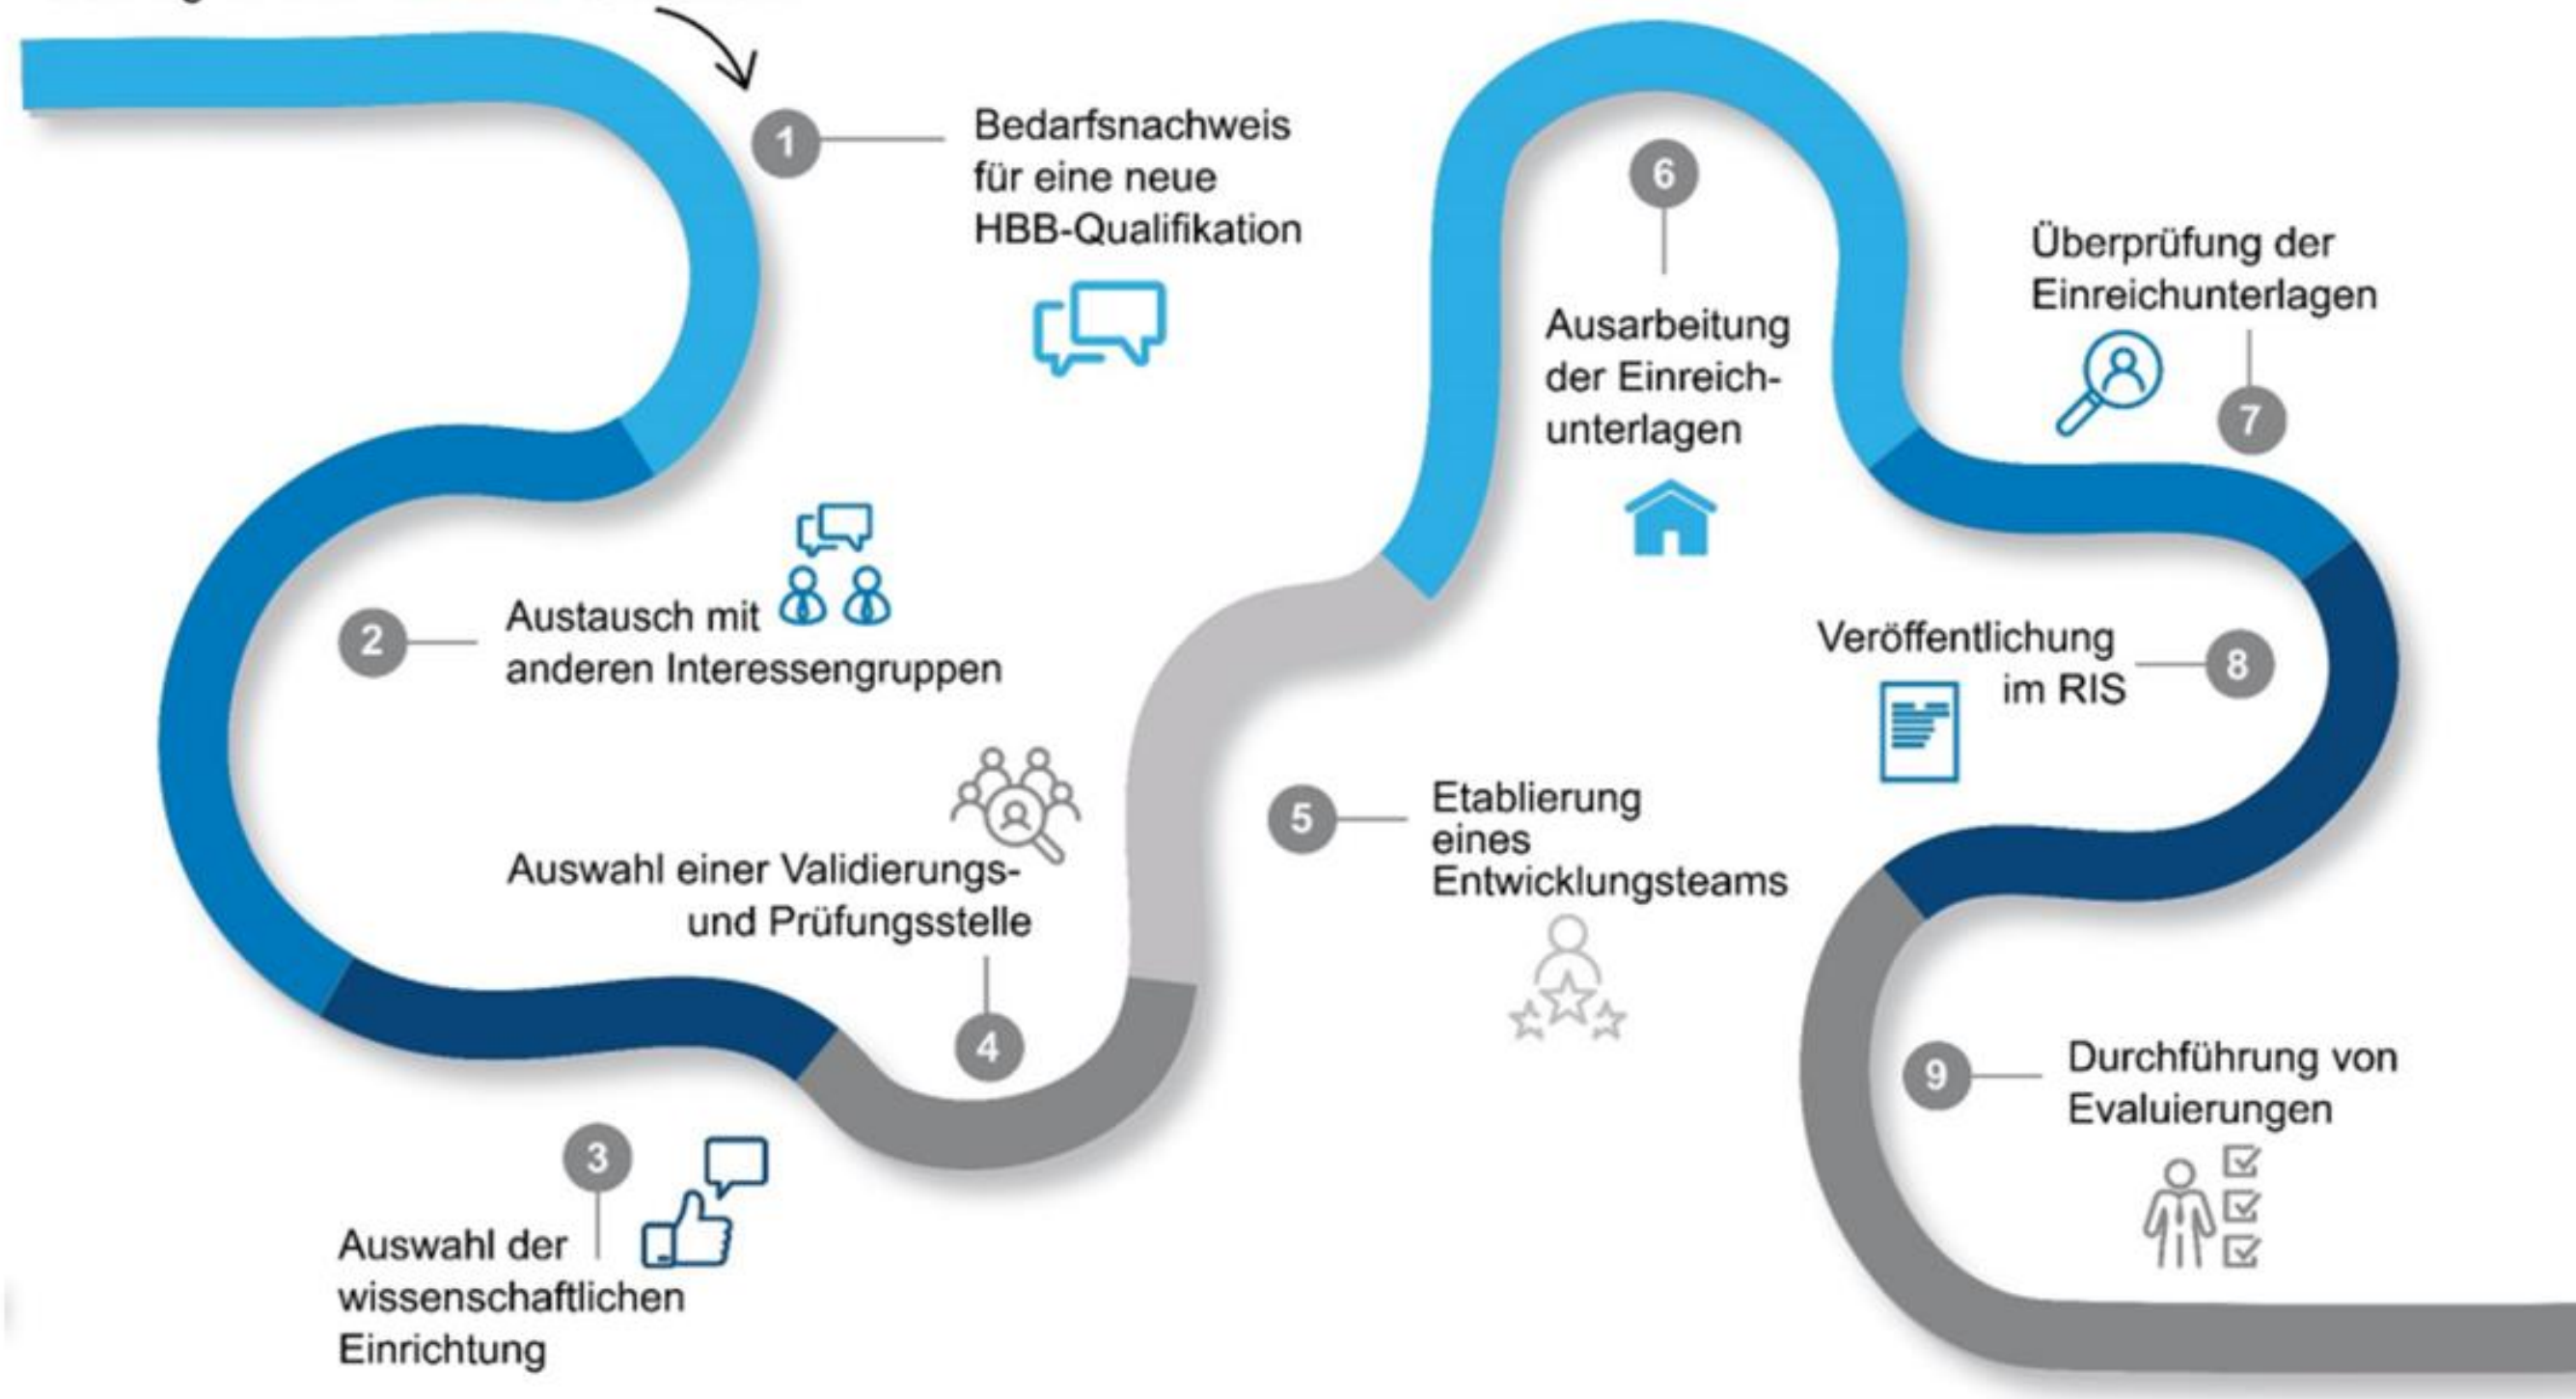 1
Bedarfsnachweis
für eine neue
HBB-Qualifikation
2
Austausch mit
anderen Interessengruppen
3
Auswahl der
wissenschaftlichen
Einrichtung
Auswahl einer Validierungs-
und Prüfungsstelle
4
5
Etablierung
eines
Entwicklungsteams
6
Ausarbeitung
der Einreich-
unterlagen
Überprüfung der
Einreichunterlagen
7
Veröffentlichung
im RIS
8
9
Durchführung von
Evaluierungen